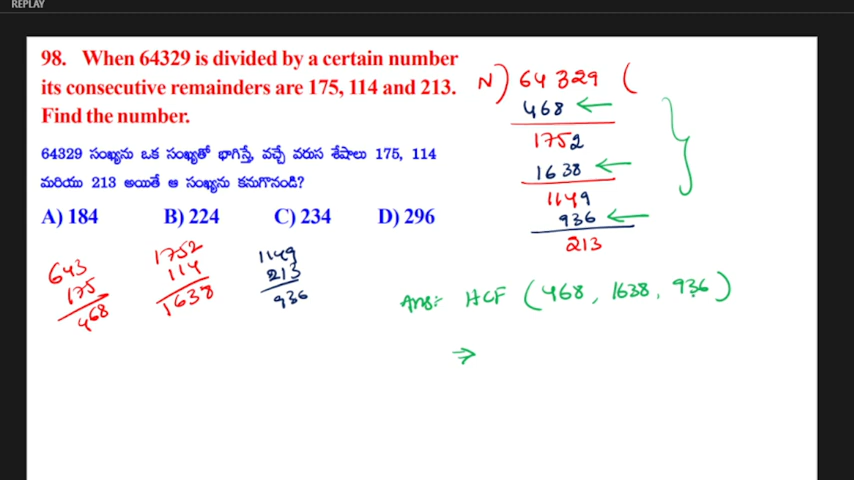 REPLAY
98. When 64329 is divided by a certain number
its consecutive remainders are 175, 114 and 213.
Find the number.
64329 సంఖ్యను ఒక సంఖ్యతో భాగిస్తే, వచ్చే వరుస శేషాలు 175, 114
మరియు 213 అయితే ఆ సంఖ్యను కనుగొనండి?
A) 184 B) 224 C) 234 D) 296
643
175
468
1752
114
1638
1149
213
936
N) 64329 (
468 ←
1752
1638 ←
1149
936 ←
213
Ans: HCF (468, 1638, 936)
⇒